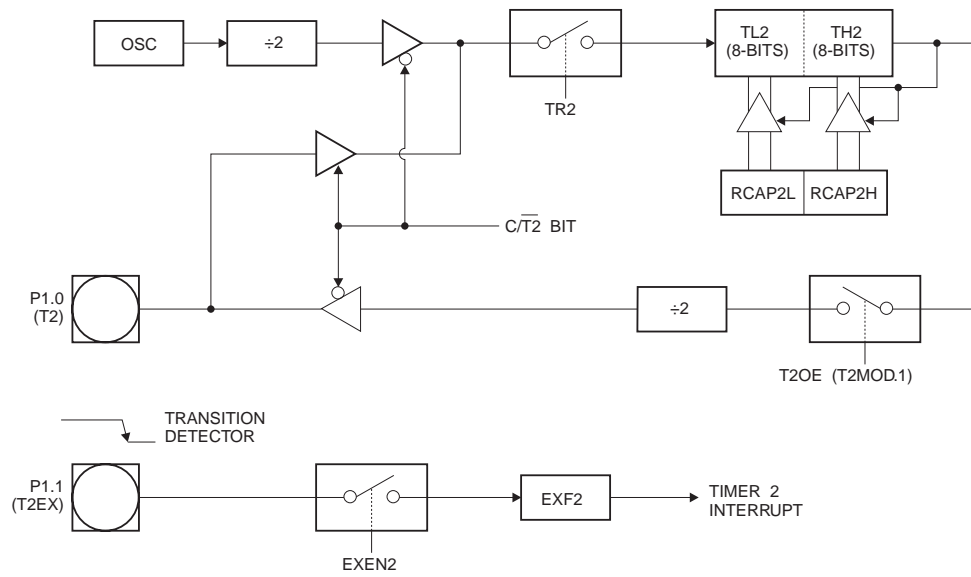 OSC
÷2
TR2
TL2
(8-BITS)
TH2
(8-BITS)
RCAP2L
RCAP2H
C/T2 BIT
P1.0
(T2)
÷2
T2OE (T2MOD.1)
TRANSITION
DETECTOR
P1.1
(T2EX)
EXEN2
EXF2
TIMER 2
INTERRUPT